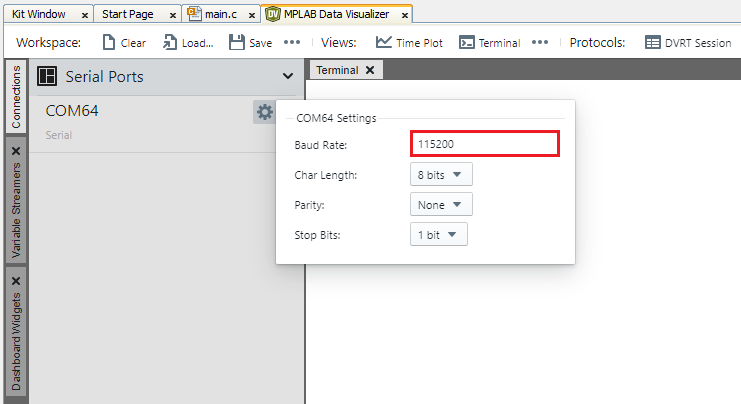 Kit Window Start Page main.c DV MPLAB Data Visualizer
Workspace: Clear Load... Save Views: Time Plot Terminal Protocols: DVRT Session
Connections
Variable Streamers
Dashboard Widgets
Serial Ports
COM64
Serial
Terminal
COM64 Settings
Baud Rate: 115200
Char Length: 8 bits
Parity: None
Stop Bits: 1 bit